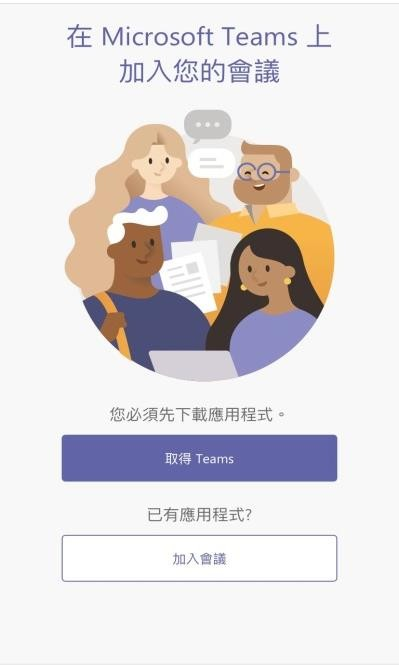 在 Microsoft Teams 上
加入您的會議
您必須先下載應用程式。
取得 Teams
已有應用程式?
加入會議